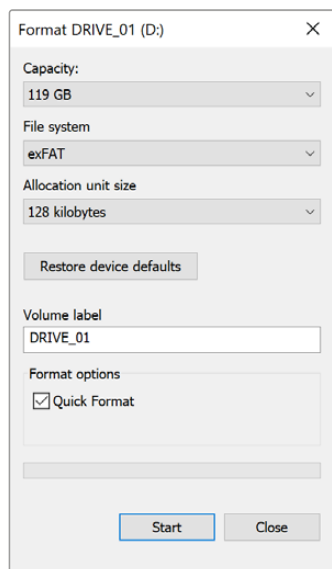 Format DRIVE_01 (D:)
Capacity:
119 GB
File system
exFAT
Allocation unit size
128 kilobytes
Restore device defaults
Volume label
DRIVE_01
Format options
Quick Format
Start
Close